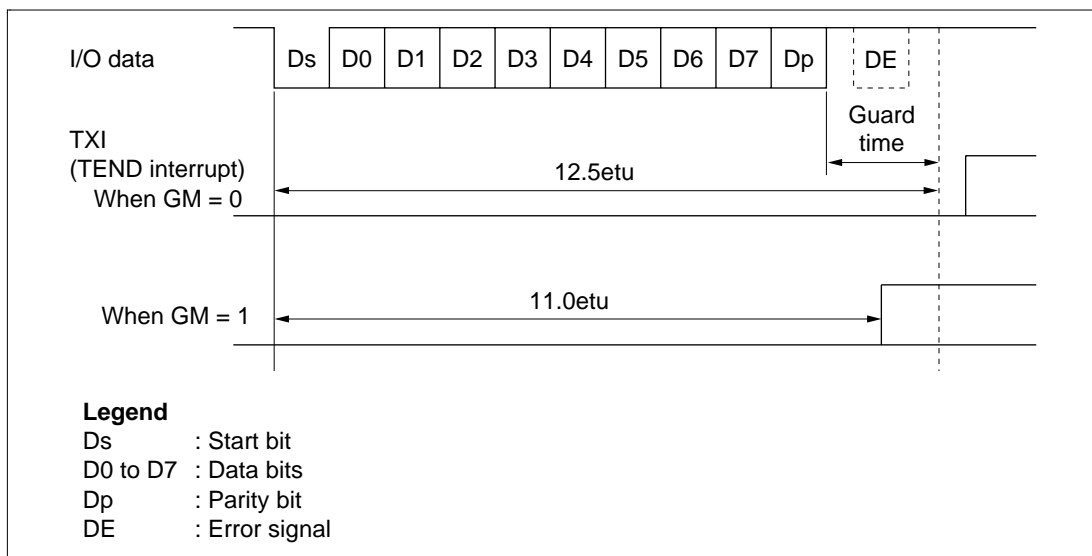 I/O data Ds D0 D1 D2 D3 D4 D5 D6 D7 Dp DE
Guard
time
TXI
(TEND interrupt)
12.5etu
When GM = 0
11.0etu
When GM = 1
Legend
Ds : Start bit
D0 to D7 : Data bits
Dp : Parity bit
DE : Error signal